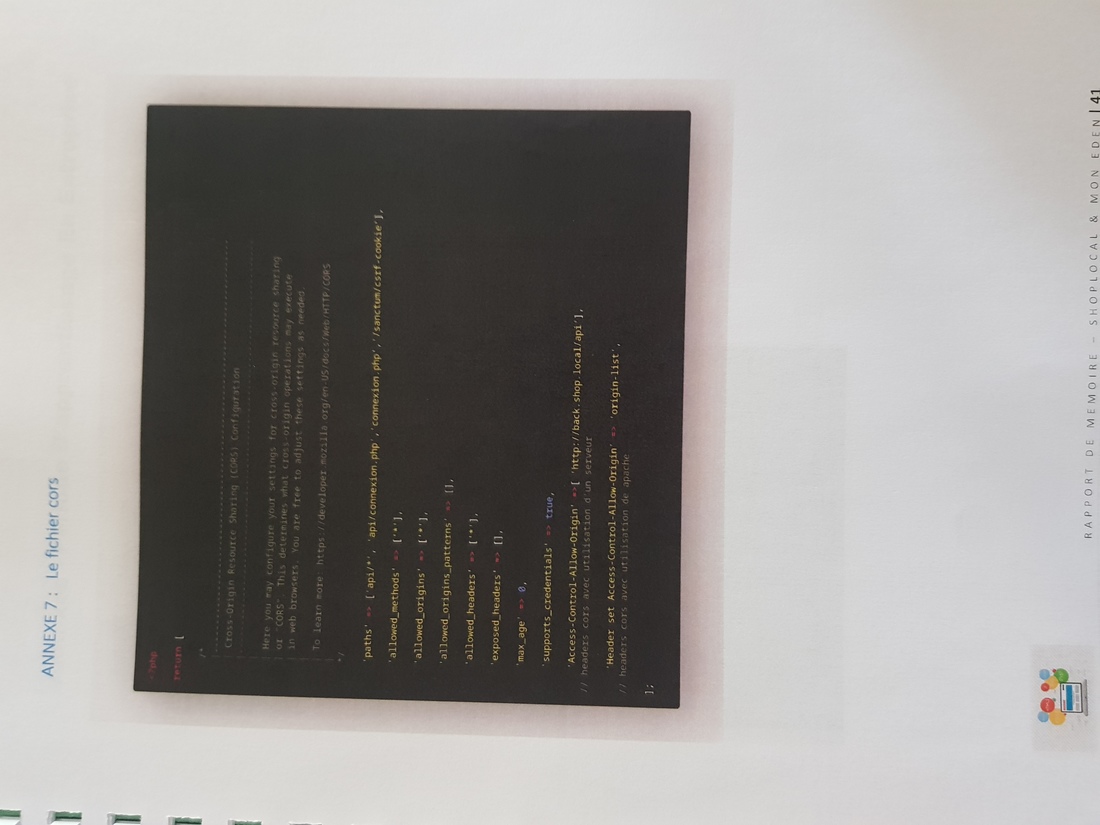 ANNEXE 7 : Le fichier cors
<?php
return [
/*
|--------------------------------------------------------------------------
| Cross-Origin Resource Sharing (CORS) Configuration
|--------------------------------------------------------------------------
|
| Here you may configure your settings for cross-origin resource sharing
| or "CORS". This determines what cross-origin operations may execute
| in web browsers. You are free to adjust these settings as needed.
|
| To learn more: https://developer.mozilla.org/en-US/docs/Web/HTTP/CORS
|
*/
'paths' => ['api/*', 'api/connexion.php','connexion.php','/sanctum/csrf-cookie'],
'allowed_methods' => ['*'],
'allowed_origins' => ['*'],
'allowed_origins_patterns' => [],
'allowed_headers' => ['*'],
'exposed_headers' => [],
'max_age' => 0,
'supports_credentials' => true,
'Access-Control-Allow-Origin' =>[ 'http://back.shop.local/api'],
// headers cors avec utilisation d'un serveur
'Header set Access-Control-Allow-Origin' => 'origin-list',
// headers cors avec utilisation de apache
];
RAPPORT DE MEMOIRE – SHOPLOCAL & MON EDEN | 41